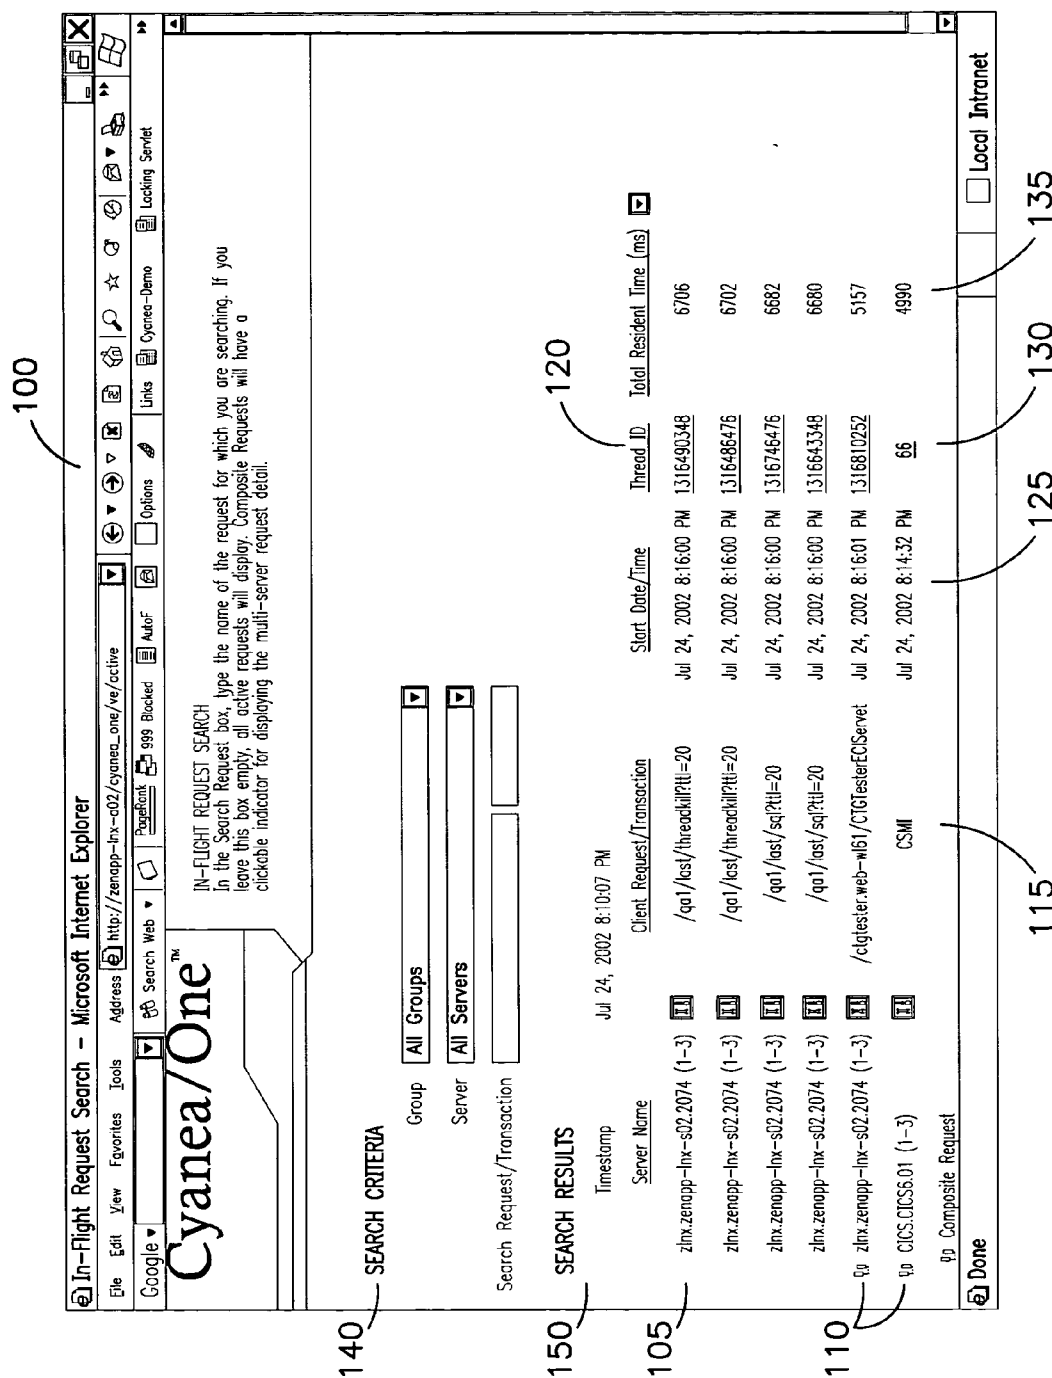 100
In-Flight Request Search - Microsoft Internet Explorer
File Edit View Favorites Tools Address http://zenapp-lnx-a02/cyanea_one/ve/active
Google Search Web PageRank 999 Blocked AutoF Options Links Cyanea-Demo Locking Servlet
Cyanea/One™
IN-FLIGHT REQUEST SEARCH
In the Search Request box, type the name of the request for which you are searching. If you
leave this box empty, all active requests will display. Composite Requests will have a
clickable indicator for displaying the multi-server request detail.
140
SEARCH CRITERIA
Group All Groups
Server All Servers
Search Request/Transaction
150
SEARCH RESULTS
Timestamp Jul 24, 2002 8:10:07 PM
120
Server Name Client Request/Transaction Start Date/Time Thread ID Total Resident Time (ms)
105
zlnx.zenapp-lnx-s02.2074 (1-3) /qa1/last/threadkill?ttl=20 Jul 24, 2002 8:16:00 PM 1316490348 6706
zlnx.zenapp-lnx-s02.2074 (1-3) /qa1/last/threadkill?ttl=20 Jul 24, 2002 8:16:00 PM 1316486476 6702
zlnx.zenapp-lnx-s02.2074 (1-3) /qa1/last/sql?ttl=20 Jul 24, 2002 8:16:00 PM 1316746476 6682
zlnx.zenapp-lnx-s02.2074 (1-3) /qa1/last/sql?ttl=20 Jul 24, 2002 8:16:00 PM 1316643348 6680
110
zlnx.zenapp-lnx-s02.2074 (1-3) /ctgtester.web-wl61/CTGTesterECIServet Jul 24, 2002 8:16:01 PM 1316810252 5157
CICS.CICS6.01 (1-3) CSMI Jul 24, 2002 8:14:32 PM 66 4990
Composite Request
Done Local Intranet
115
125
130
135